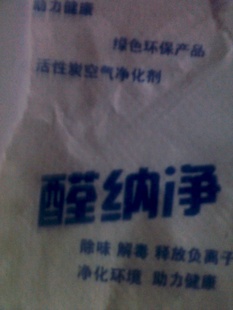 助力健康
绿色环保产品
活性炭空气净化剂
醛纳净
除味 解毒 释放负离子
净化环境 助力健康